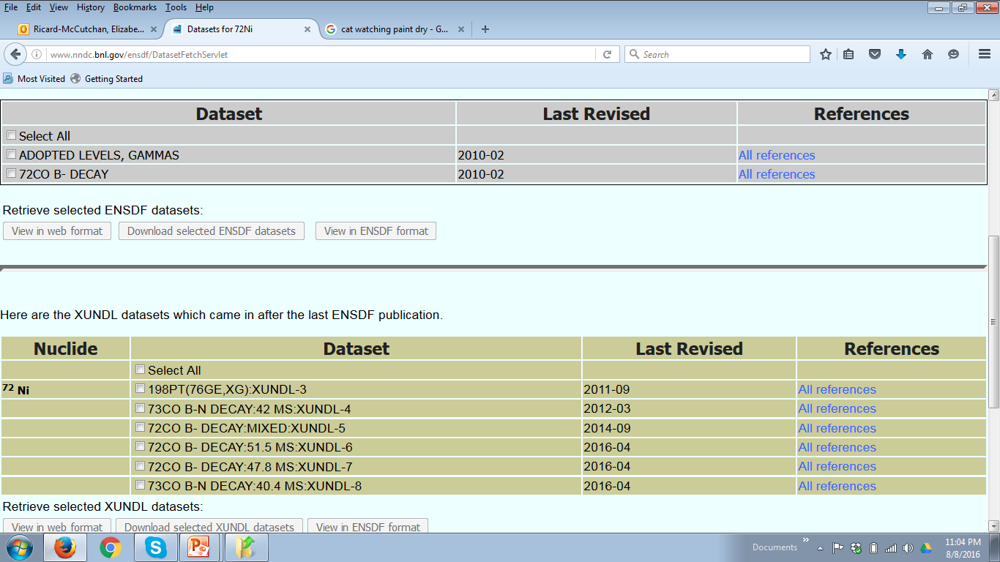 File Edit View History Bookmarks Tools Help
Ricard-McCutchan, Elizabe... Datasets for 72Ni cat watching paint dry - G...
www.nndc.bnl.gov/ensdf/DatasetFetchServlet Search
Most Visited Getting Started
Dataset Last Revised References
Select All
ADOPTED LEVELS, GAMMAS 2010-02 All references
72CO B- DECAY 2010-02 All references
Retrieve selected ENSDF datasets:
View in web format Download selected ENSDF datasets View in ENSDF format
Here are the XUNDL datasets which came in after the last ENSDF publication.
Nuclide Dataset Last Revised References
Select All
72 Ni 198PT(76GE,XG):XUNDL-3 2011-09 All references
73CO B-N DECAY:42 MS:XUNDL-4 2012-03 All references
72CO B- DECAY:MIXED:XUNDL-5 2014-09 All references
72CO B- DECAY:51.5 MS:XUNDL-6 2016-04 All references
72CO B- DECAY:47.8 MS:XUNDL-7 2016-04 All references
73CO B-N DECAY:40.4 MS:XUNDL-8 2016-04 All references
Retrieve selected XUNDL datasets:
View in web format Download selected XUNDL datasets View in ENSDF format
Documents » 11:04 PM
8/8/2016